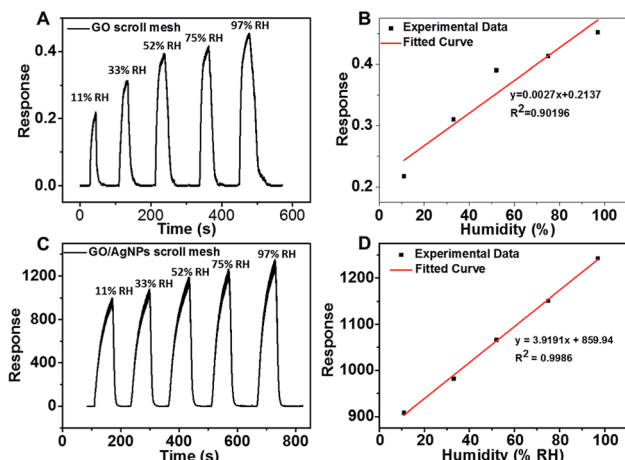 A
GO scroll mesh
11% RH
33% RH
52% RH
75% RH
97% RH
Response
0.4
0.2
0.0
0
200
400
600
Time (s)
B
Experimental Data
Fitted Curve
y=0.0027x+0.2137
R2=0.90196
Response
0.4
0.3
0.2
0
20
40
60
80
100
Humidity (%)
C
GO/AgNPs scroll mesh
11% RH
33% RH
52% RH
75% RH
97% RH
Response
1200
800
400
0
0
200
400
600
800
Time (s)
D
Experimental Data
Fitted Curve
y = 3.9191x + 859.94
R2 = 0.9986
Response
1200
1100
1000
900
0
20
40
60
80
100
Humidity (% RH)